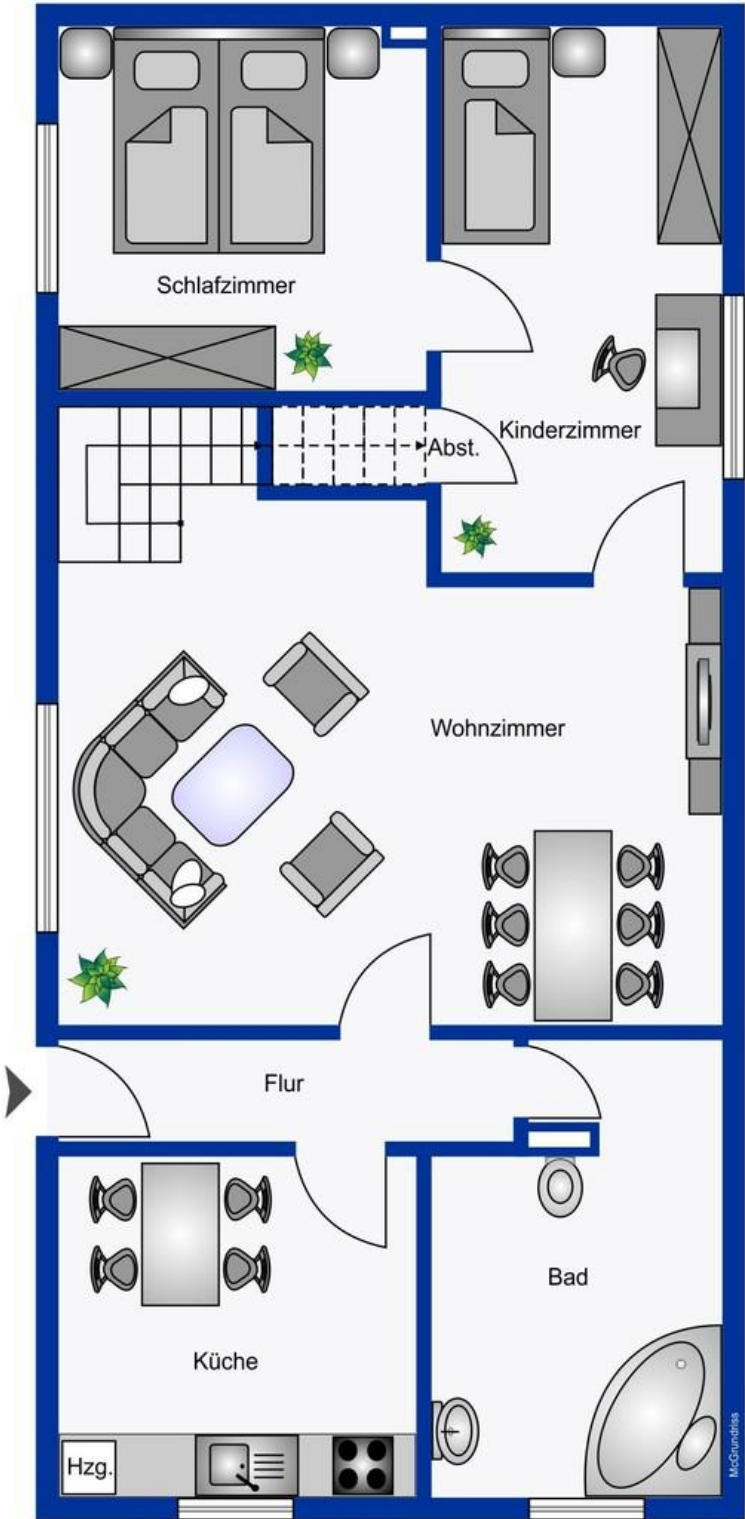 Schlafzimmer
Kinderzimmer
Abst.
Wohnzimmer
Flur
Bad
Küche
Hzg.
McGrundriss